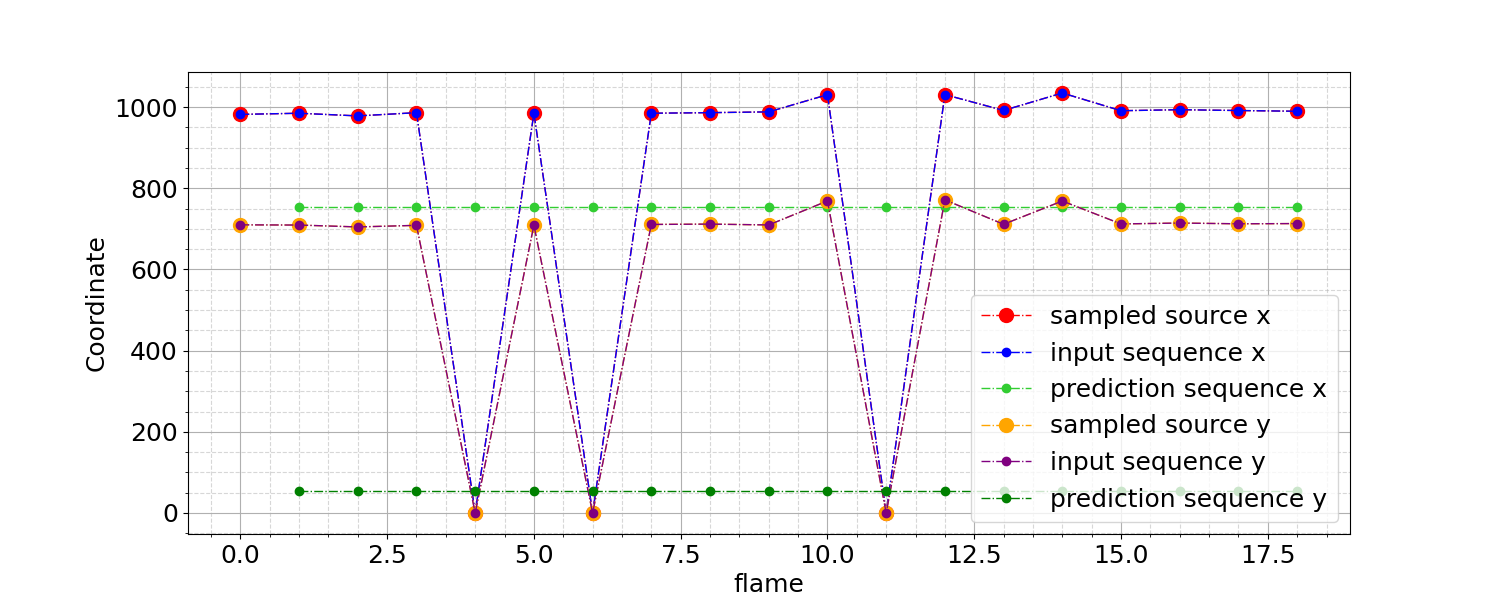 1000
800
600
400
200
0
Coordinate
0.0 2.5 5.0 7.5 10.0 12.5 15.0 17.5
flame
sampled source x
input sequence x
prediction sequence x
sampled source y
input sequence y
prediction sequence y